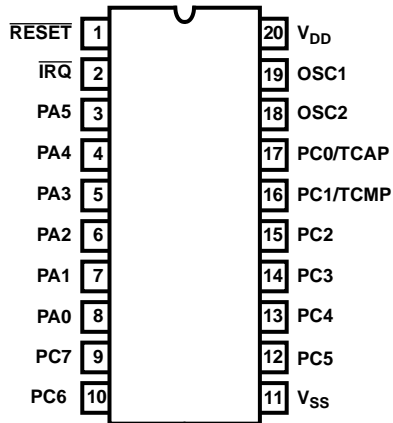 RESET 1 20 VDD
IRQ 2 19 OSC1
PA5 3 18 OSC2
PA4 4 17 PC0/TCAP
PA3 5 16 PC1/TCMP
PA2 6 15 PC2
PA1 7 14 PC3
PA0 8 13 PC4
PC7 9 12 PC5
PC6 10 11 VSS